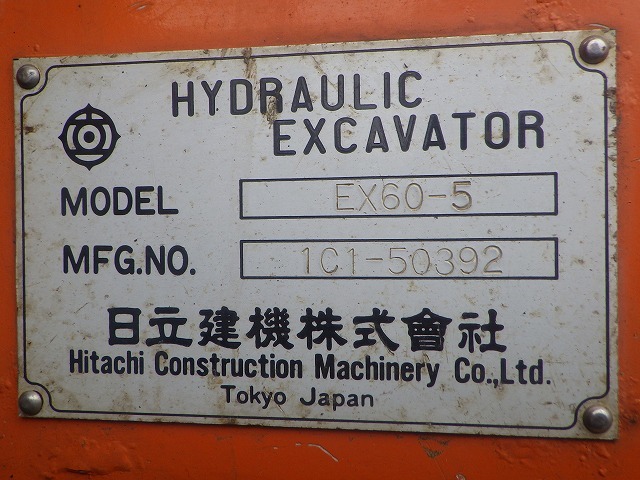 HYDRAULIC
EXCAVATOR
MODEL EX60-5
MFG.NO. 1C1-50392
日立建機株式會社
Hitachi Construction Machinery Co.,Ltd.
Tokyo Japan